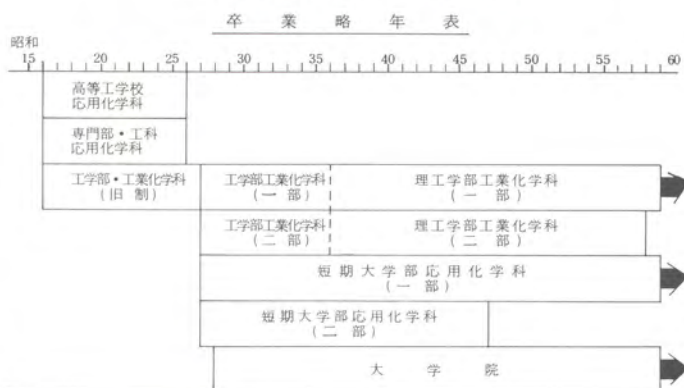 卒業略年表
昭和
15 20 25 30 35 40 45 50 55 60
高等工学校
応用化学科
専門部・工科
応用化学科
工学部・工業化学科
(旧制)
工学部工業化学科
(一部)
理工学部工業化学科
(一部)
工学部工業化学科
(二部)
理工学部工業化学科
(二部)
短期大学部応用化学科
(一部)
短期大学部応用化学科
(二部)
大学院